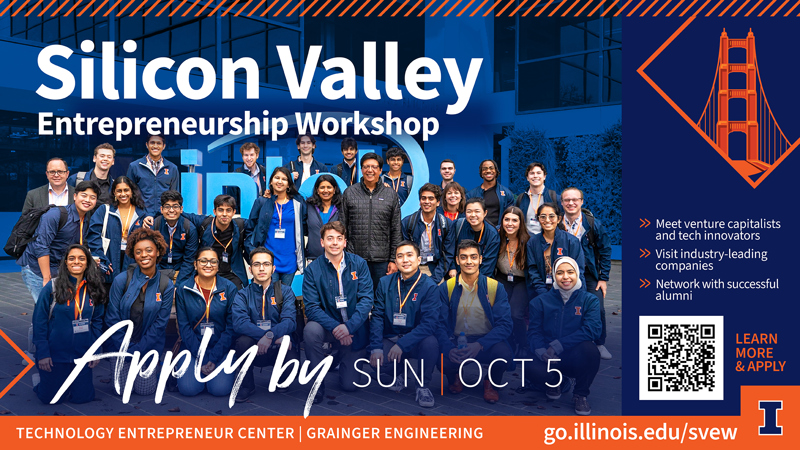 Silicon Valley
Entrepreneurship Workshop
intel
Meet venture capitalists
and tech innovators
Visit industry-leading
companies
Network with successful
alumni
LEARN
MORE
& APPLY
Apply by SUN | OCT 5
TECHNOLOGY ENTREPRENEUR CENTER | GRAINGER ENGINEERING
go.illinois.edu/svew
I